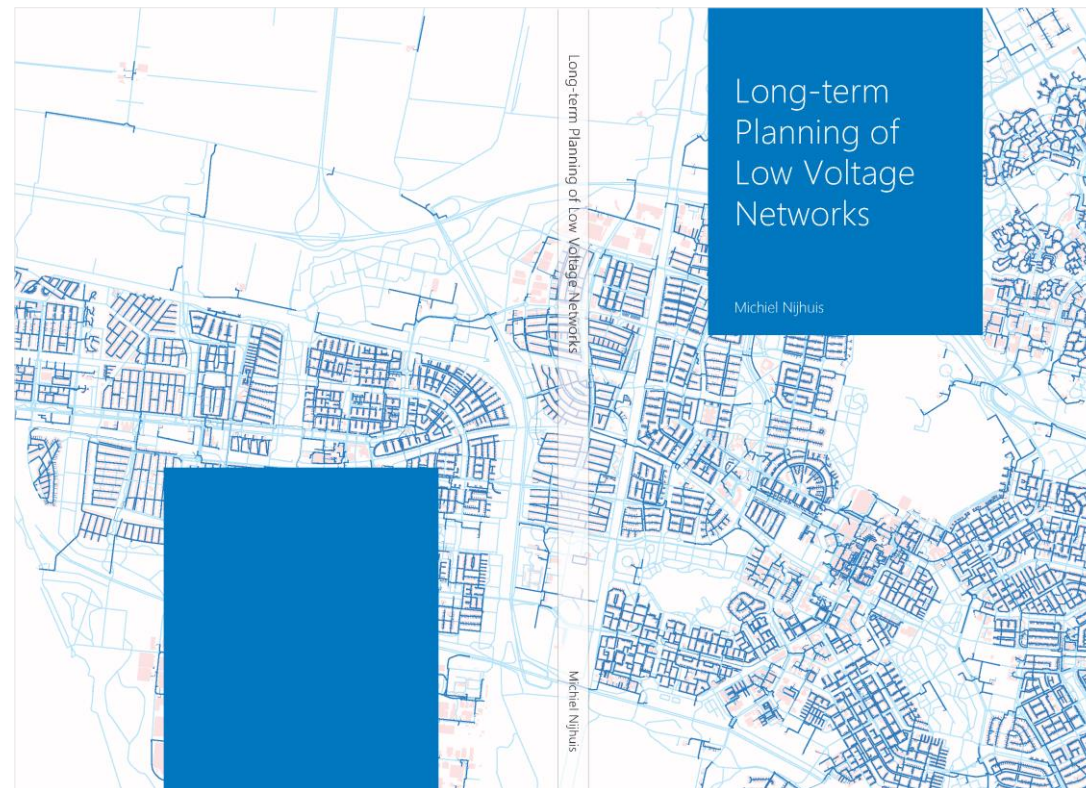 Long-term
Planning of
Low Voltage
Networks
Michiel Nijhuis
Long-term Planning of Low Voltage Networks
Michiel Nijhuis